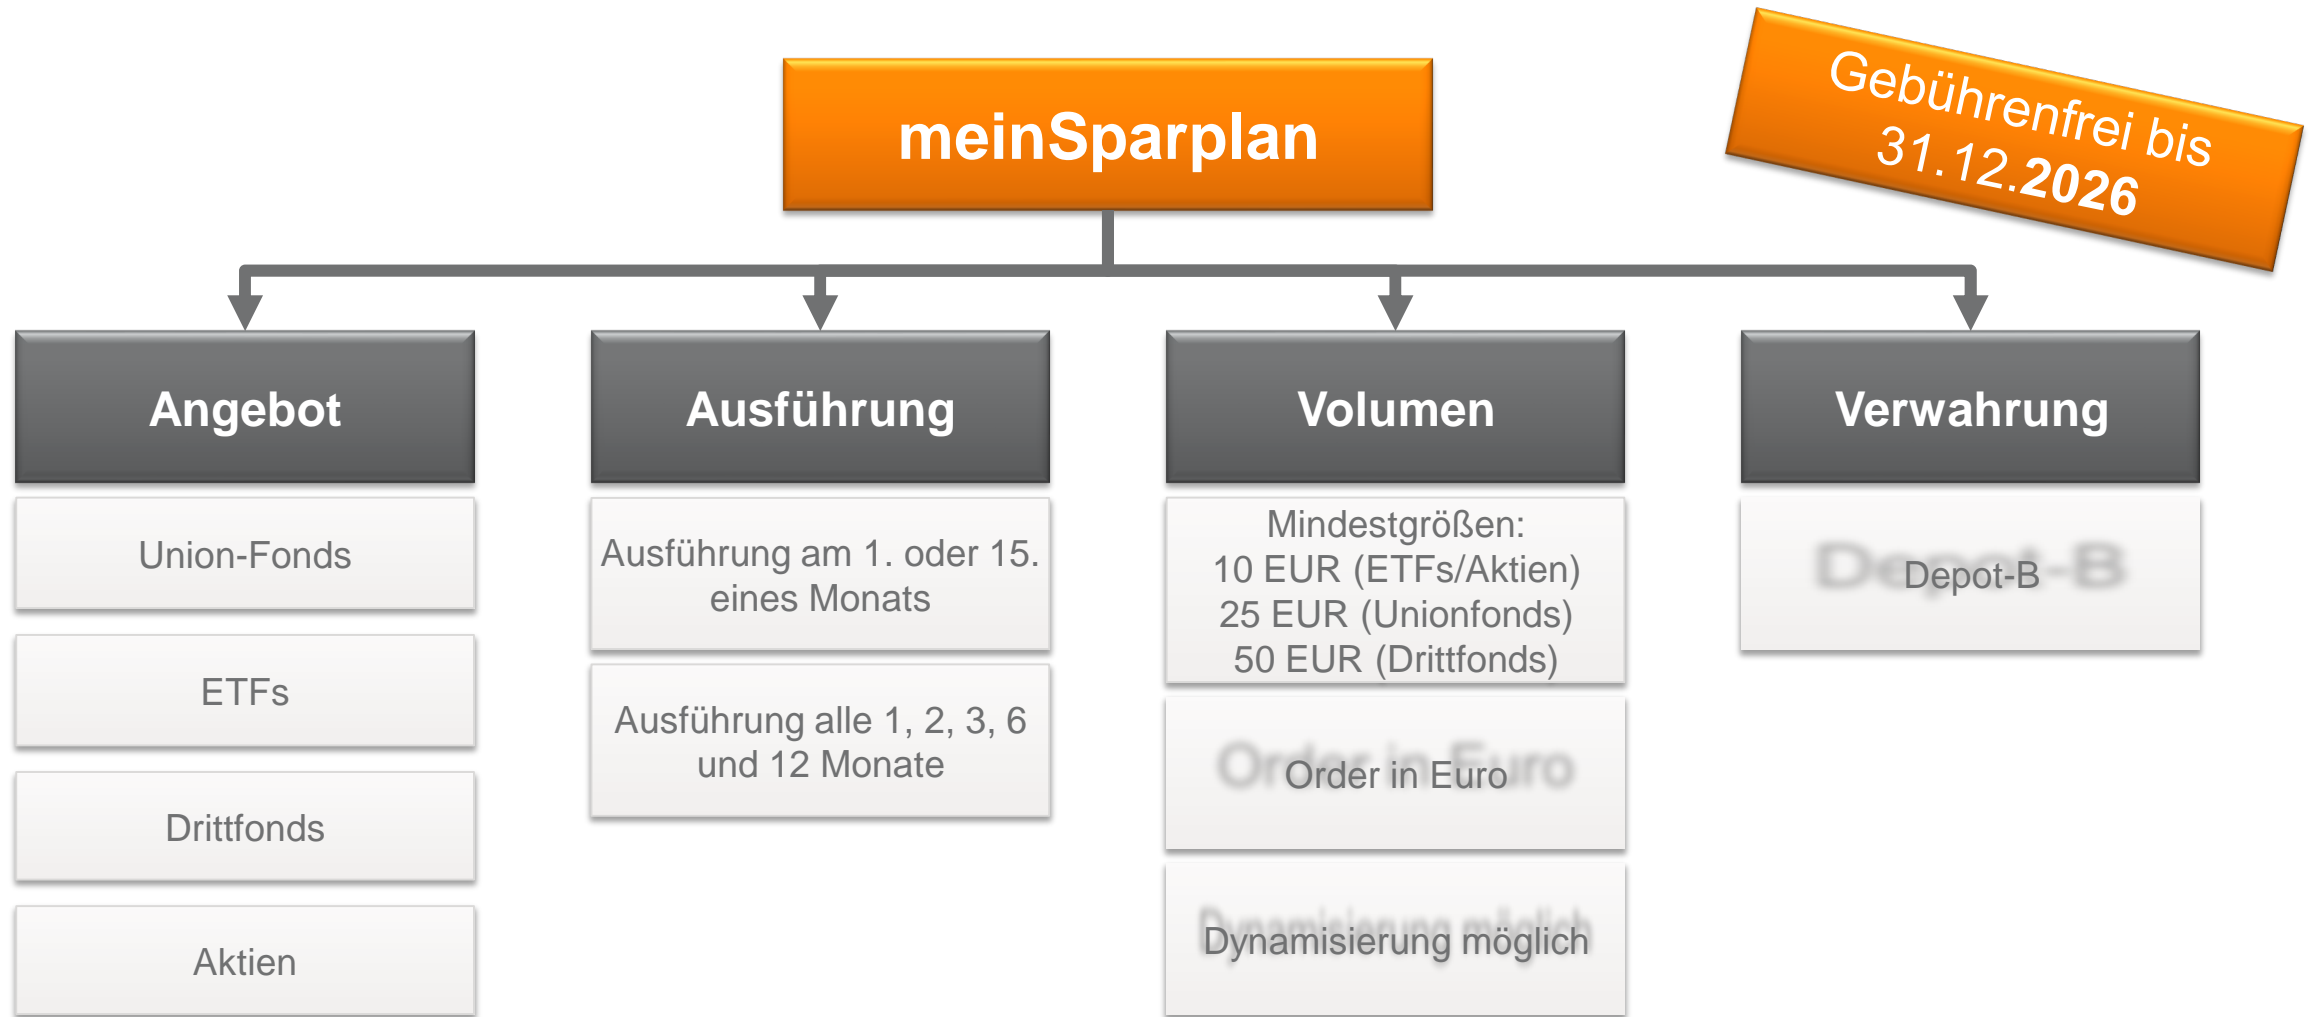 meinSparplan
Gebührenfrei bis
31.12.2026
Angebot
Union-Fonds
ETFs
Drittfonds
Aktien
Ausführung
Ausführung am 1. oder 15.
eines Monats
Ausführung alle 1, 2, 3, 6
und 12 Monate
Volumen
Mindestgrößen:
10 EUR (ETFs/Aktien)
25 EUR (Unionfonds)
50 EUR (Drittfonds)
Order in Euro
Dynamisierung möglich
Verwahrung
Depot-B